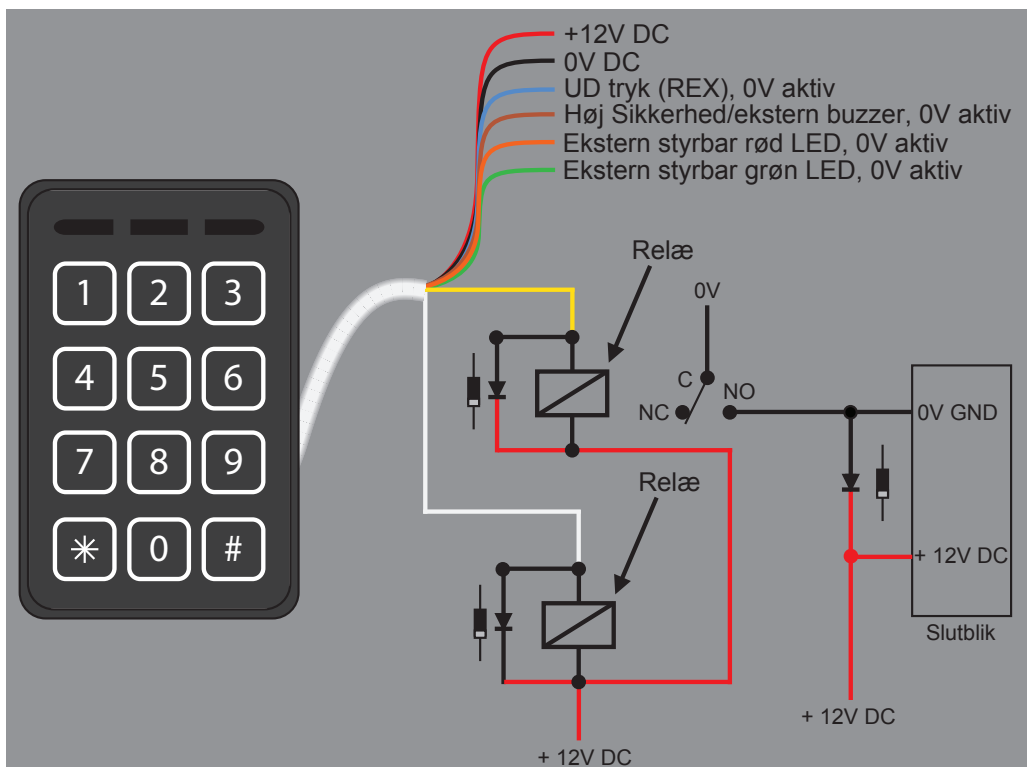 +12V DC
0V DC
UD tryk (REX), 0V aktiv
Høj Sikkerhed/ekstern buzzer, 0V aktiv
Ekstern styrbar rød LED, 0V aktiv
Ekstern styrbar grøn LED, 0V aktiv
1 2 3
4 5 6
7 8 9
* 0 #
Relæ
0V
C
NC
NO
0V GND
+ 12V DC
Slutblik
+ 12V DC
Relæ
+ 12V DC